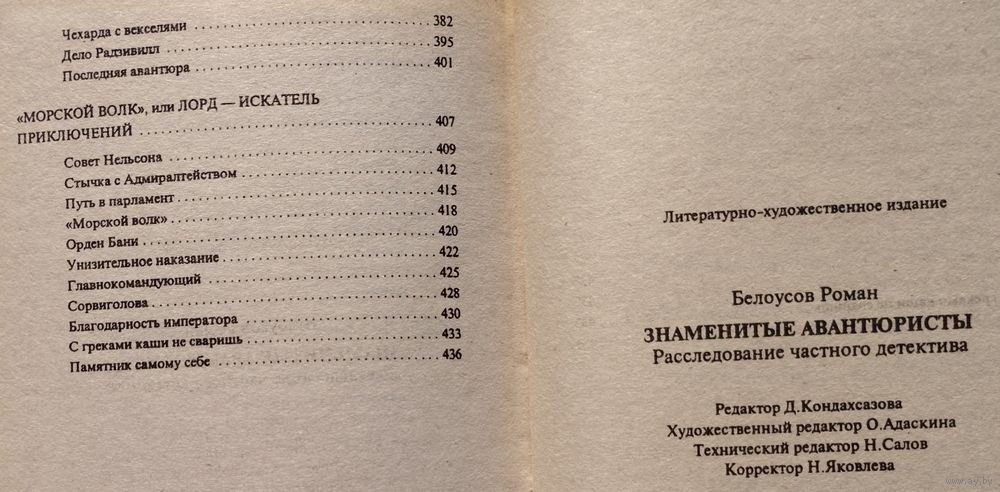 Чехарда с векселями 382
Дело Радзивилл 395
Последняя авантюра 401
«МОРСКОЙ ВОЛК», или ЛОРД — ИСКАТЕЛЬ
ПРИКЛЮЧЕНИЙ 407
Совет Нельсона 409
Стычка с Адмиралтейством 412
Путь в парламент 415
«Морской волк» 418
Орден Бани 420
Унизительное наказание 422
Главнокомандующий 425
Сорвиголова 428
Благодарность императора 430
С греками каши не сваришь 433
Памятник самому себе 436
Литературно-художественное издание
Белоусов Роман
ЗНАМЕНИТЫЕ АВАНТЮРИСТЫ
Расследование частного детектива
Редактор Д.Кондахсазова
Художественный редактор О.Адаскина
Технический редактор Н.Салов
Корректор Н.Яковлева
www.ay.by